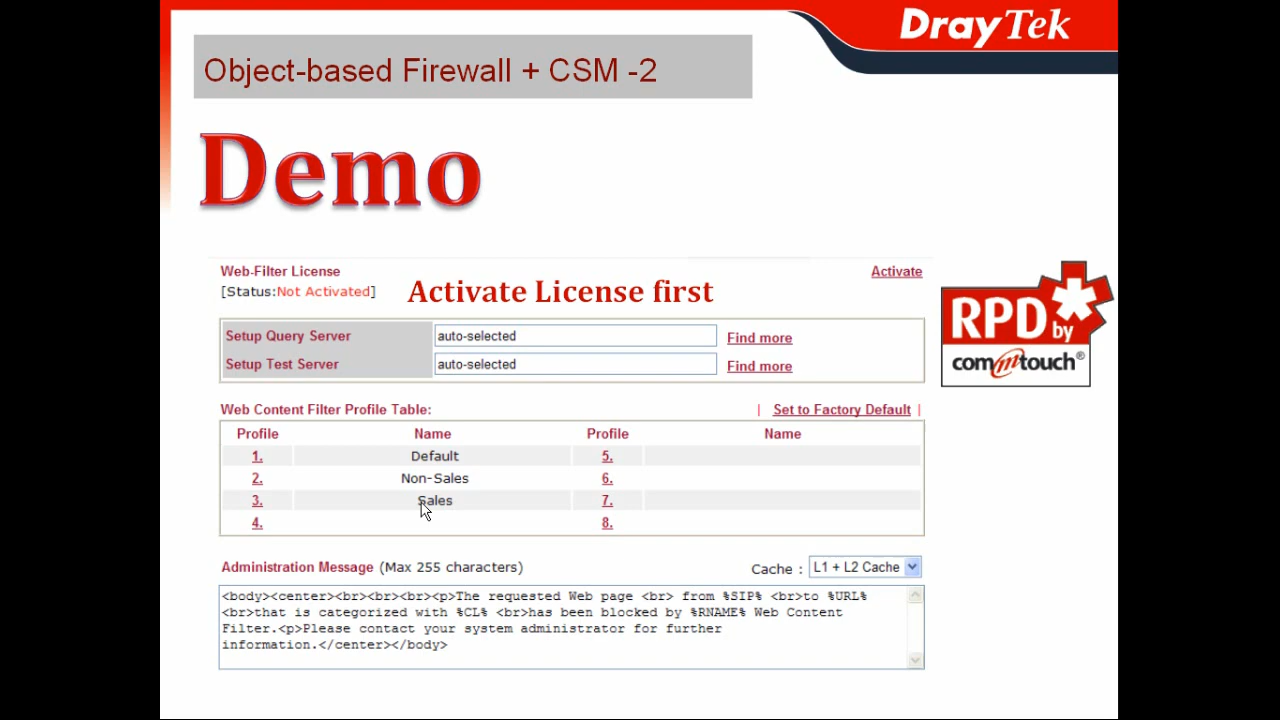 DrayTek
Object-based Firewall + CSM -2
Demo
Web-Filter License
[Status:Not Activated]
Activate License first
Activate
Setup Query Server auto-selected Find more
Setup Test Server auto-selected Find more
RPD by
commtouch®
Web Content Filter Profile Table: | Set to Factory Default |
Profile Name Profile Name
1. Default 5.
2. Non-Sales 6.
3. Sales 7.
4. 8.
Administration Message (Max 255 characters) Cache : L1 + L2 Cache
<body><center><br><br><br><p>The requested Web page <br> from %SIP% <br>to %URL%
<br>that is categorized with %CL% <br>has been blocked by %RNAME% Web Content
Filter.<p>Please contact your system administrator for further
information.</center></body>